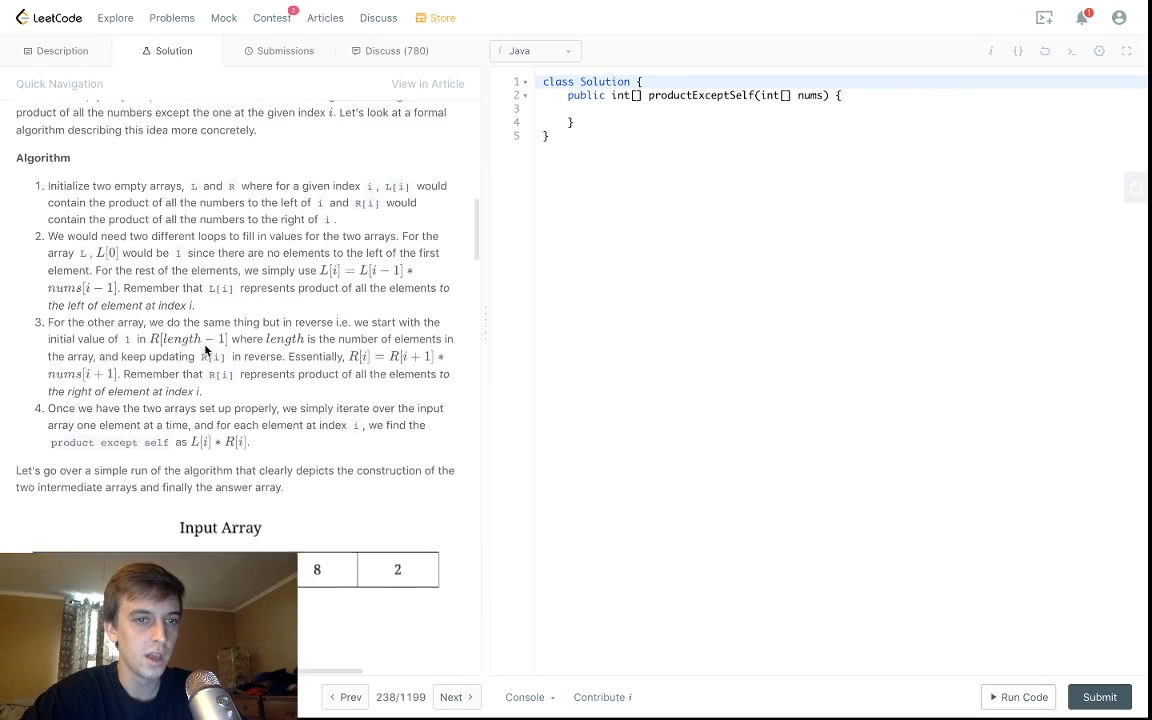 LeetCode Explore Problems Mock Contest Articles Discuss Store 1
Description Solution Submissions Discuss (780) i Java i {}
Quick Navigation View in Article
product of all the numbers except the one at the given index i. Let's look at a formal
algorithm describing this idea more concretely.
Algorithm
1. Initialize two empty arrays, L and R where for a given index i, L[i] would
contain the product of all the numbers to the left of i and R[i] would
contain the product of all the numbers to the right of i.
2. We would need two different loops to fill in values for the two arrays. For the
array L, L[0] would be 1 since there are no elements to the left of the first
element. For the rest of the elements, we simply use L[i] = L[i − 1] *
nums[i − 1]. Remember that L[i] represents product of all the elements to
the left of element at index i.
3. For the other array, we do the same thing but in reverse i.e. we start with the
initial value of 1 in R[length − 1] where length is the number of elements in
the array, and keep updating R[i] in reverse. Essentially, R[i] = R[i + 1] *
nums[i + 1]. Remember that R[i] represents product of all the elements to
the right of element at index i.
4. Once we have the two arrays set up properly, we simply iterate over the input
array one element at a time, and for each element at index i, we find the
product except self as L[i] * R[i].
Let's go over a simple run of the algorithm that clearly depicts the construction of the
two intermediate arrays and finally the answer array.
Input Array
8 2
1 class Solution {
2 public int[] productExceptSelf(int[] nums) {
3
4 }
5 }
Prev 238/1199 Next Console Contribute i Run Code Submit